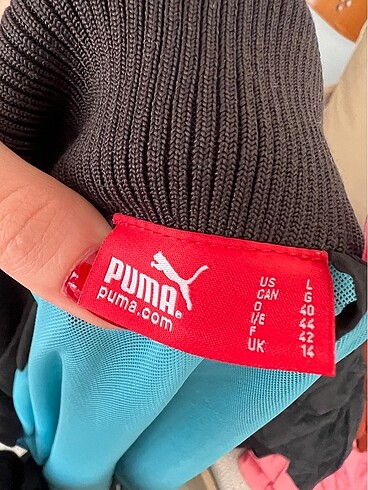 PUMA®
puma.com
US L
CAN G
D 40
I/E 44
F 42
UK 14